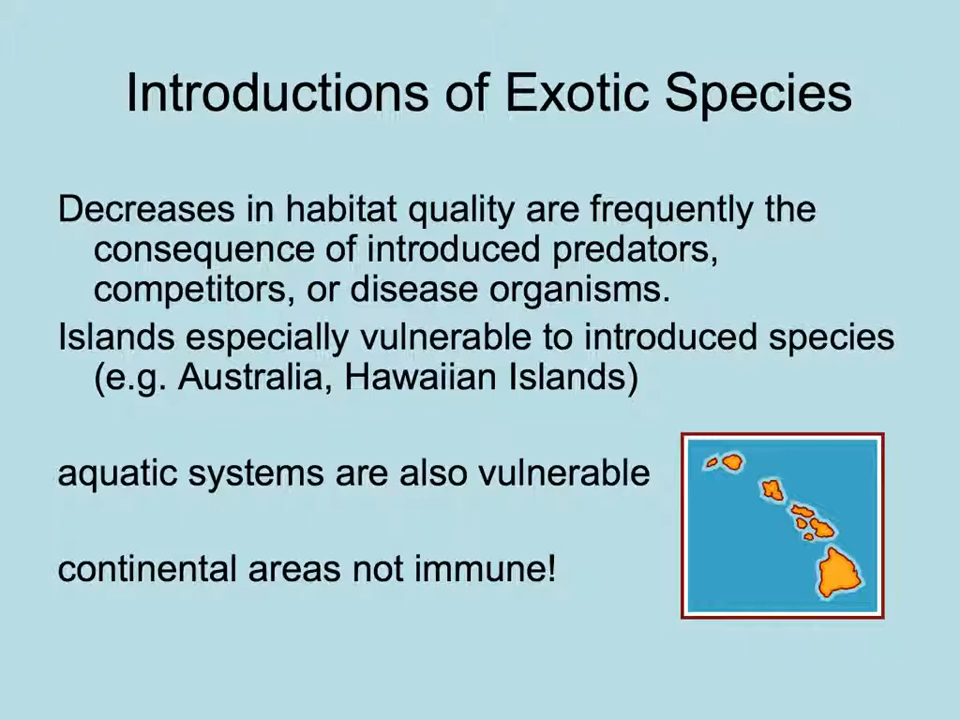 Introductions of Exotic Species
Decreases in habitat quality are frequently the
consequence of introduced predators,
competitors, or disease organisms.
Islands especially vulnerable to introduced species
(e.g. Australia, Hawaiian Islands)
aquatic systems are also vulnerable
continental areas not immune!